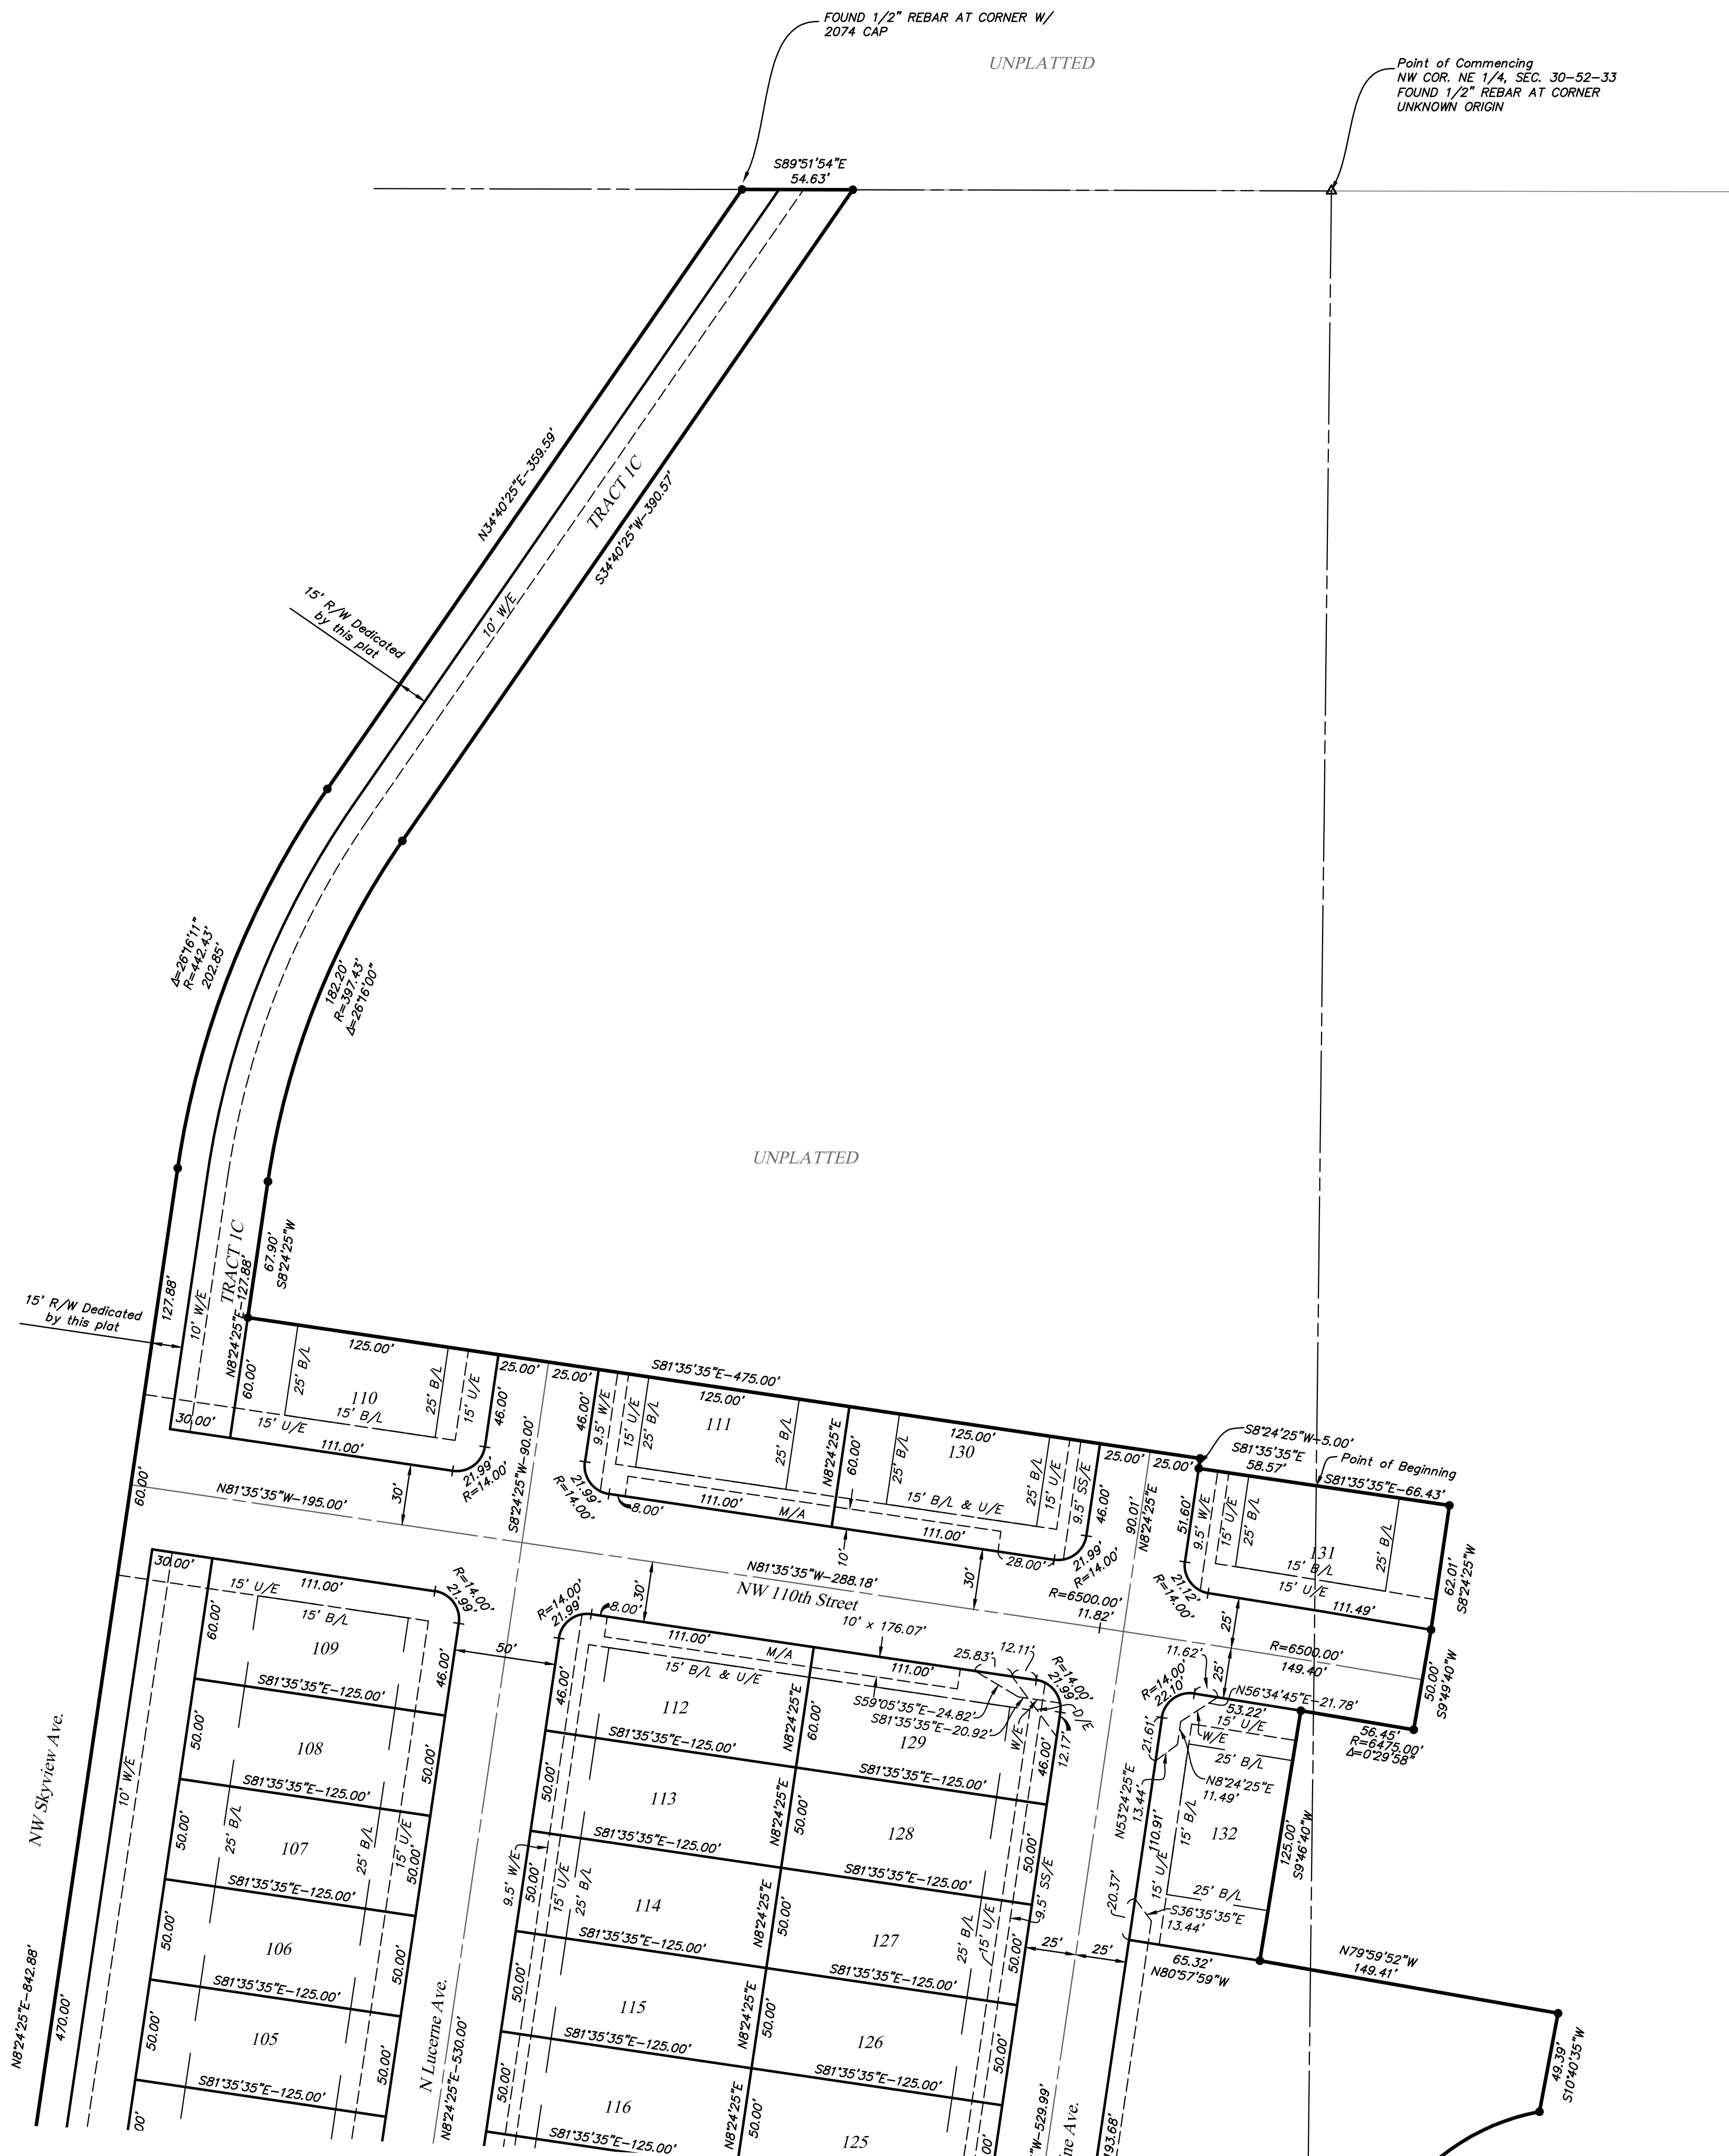 FOUND 1/2" REBAR AT CORNER W/
2074 CAP
UNPLATTED
Point of Commencing
NW COR. NE 1/4, SEC. 30-52-33
FOUND 1/2" REBAR AT CORNER
UNKNOWN ORIGIN
S89°51'54"E
54.63'
N34°40'25"E-359.59'
TRACT 1C
S34°40'25"W-390.57'
10' W/E
15' R/W Dedicated
by this plat
Δ=26°16'11"
R=442.43'
202.85'
182.20'
R=397.43'
Δ=26°16'00"
UNPLATTED
TRACT 1C
67.90'
S8°24'25"W
127.88'
10' W/E
N8°24'25"E-127.88'
15' R/W Dedicated
by this plat
60.00'
25' B/L
125.00'
110
15' B/L
25' B/L
15' U/E
46.00'
30.00'
15' U/E
111.00'
21.99'
R=14.00'
25.00'
25.00'
S81°35'35"E-475.00'
46.00'
9.5' W/E
15' U/E
25' B/L
125.00'
111
25' B/L
N8°24'25"E
60.00'
25' B/L
125.00'
130
15' B/L & U/E
25' B/L
15' U/E
9.5' SS/E
46.00'
25.00'
25.00'
S8°24'25"W-5.00'
S81°35'35"E
58.57'
Point of Beginning
S81°35'35"E-66.43'
60.00'
N81°35'35"W-195.00'
30'
S8°24'25"W-90.00'
21.99'
R=14.00'
8.00'
111.00'
M/A
111.00'
10'
28.00'
21.99'
R=14.00'
30'
90.01'
N8°24'25"E
51.60'
9.5' W/E
15' U/E
25' B/L
131
15' B/L
25' B/L
15' U/E
62.01'
S8°24'25"W
21.12'
R=14.00'
111.49'
N81°35'35"W-288.18'
NW 110th Street
R=6500.00'
11.82'
25'
R=6500.00'
149.40'
50.00'
S9°49'40"W
30.00'
15' U/E
111.00'
R=14.00'
21.99'
60.00'
15' B/L
109
46.00'
50'
R=14.00'
21.99'
8.00'
30'
111.00'
M/A
10' x 176.07'
111.00'
25.83'
12.11'
R=14.00'
21.99'
D/E
15' B/L & U/E
46.00'
112
N8°24'25"E
60.00'
S59°05'35"E-24.82'
S81°35'35"E-20.92'
W/E
129
46.00'
12.17'
11.62'
25'
R=14.00'
22.10'
N56°34'45"E-21.78'
53.22'
15' U/E
W/E
25' B/L
56.45'
R=6475.00'
Δ=0°29'58"
21.61'
N8°24'25"E
11.49'
N53°24'25"E
13.44'
110.91'
15' B/L
132
125.00'
S9°46'40"W
15' U/E
25' B/L
20.37'
S36°35'35"E
13.44'
65.32'
N80°57'59"W
N79°59'52"W
149.41'
49.39'
S10°40'35"W
S81°35'35"E-125.00'
50.00'
108
50.00'
S81°35'35"E-125.00'
50.00'
25' B/L
107
25' B/L
15' U/E
50.00'
S81°35'35"E-125.00'
50.00'
106
50.00'
S81°35'35"E-125.00'
50.00'
105
50.00'
S81°35'35"E-125.00'
00'
NW Skyview Ave.
10' W/E
N8°24'25"E-842.88'
470.00'
N Lucerne Ave.
N8°24'25"E-530.00'
S81°35'35"E-125.00'
50.00'
113
N8°24'25"E
50.00'
S81°35'35"E-125.00'
128
50.00'
S81°35'35"E-125.00'
9.5' W/E
50.00'
15' U/E
25' B/L
114
N8°24'25"E
50.00'
S81°35'35"E-125.00'
127
25' B/L
15' U/E
50.00'
9.5' SS/E
25'
25'
S81°35'35"E-125.00'
50.00'
115
N8°24'25"E
50.00'
S81°35'35"E-125.00'
126
50.00'
S81°35'35"E-125.00'
50.00'
116
N8°24'25"E
50.00'
S81°35'35"E-125.00'
125
00'
S81°35'35"E-125.00'
"W-529.99'
ne Ave.
193.68'